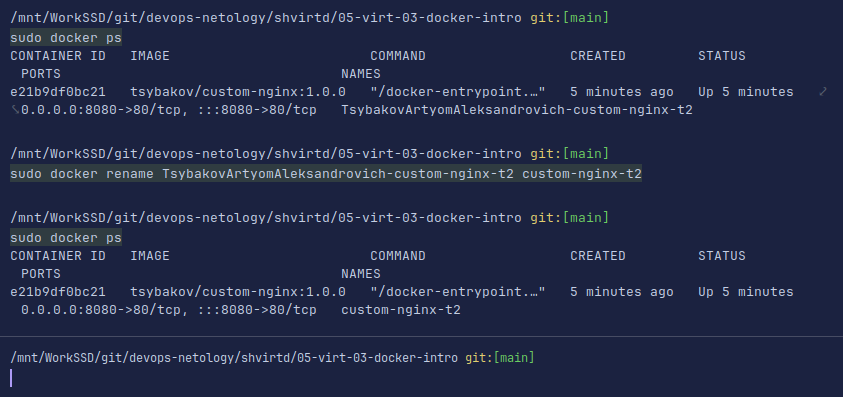 /mnt/WorkSSD/git/devops-netology/shvirtd/05-virt-03-docker-intro git:[main]
sudo docker ps
CONTAINER ID   IMAGE                         COMMAND                  CREATED         STATUS
PORTS                                   NAMES
e21b9df0bc21   tsybakov/custom-nginx:1.0.0   "/docker-entrypoint.…"   5 minutes ago   Up 5 minutes
0.0.0.0:8080->80/tcp, :::8080->80/tcp   TsybakovArtyomAleksandrovich-custom-nginx-t2
/mnt/WorkSSD/git/devops-netology/shvirtd/05-virt-03-docker-intro git:[main]
sudo docker rename TsybakovArtyomAleksandrovich-custom-nginx-t2 custom-nginx-t2
/mnt/WorkSSD/git/devops-netology/shvirtd/05-virt-03-docker-intro git:[main]
sudo docker ps
CONTAINER ID   IMAGE                         COMMAND                  CREATED         STATUS
PORTS                                   NAMES
e21b9df0bc21   tsybakov/custom-nginx:1.0.0   "/docker-entrypoint.…"   5 minutes ago   Up 5 minutes
0.0.0.0:8080->80/tcp, :::8080->80/tcp   custom-nginx-t2
/mnt/WorkSSD/git/devops-netology/shvirtd/05-virt-03-docker-intro git:[main]